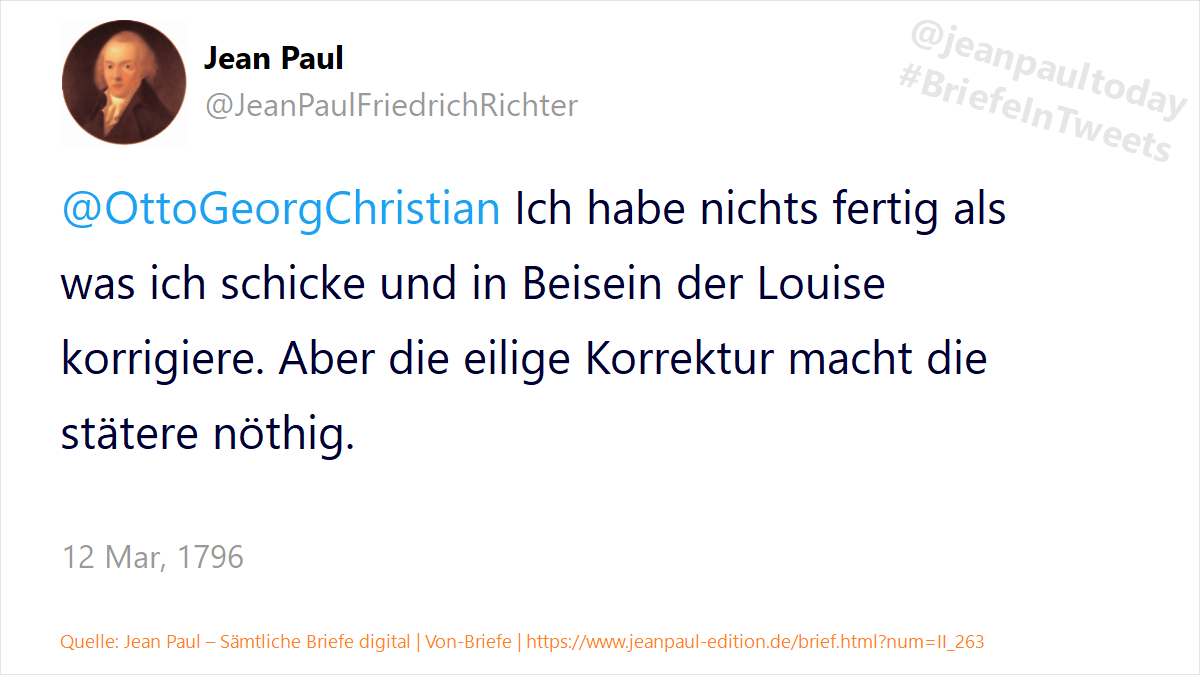 Jean Paul
@JeanPaulFriedrichRichter
@jeanpaultoday
#BriefeInTweets
@OttoGeorgChristian Ich habe nichts fertig als
was ich schicke und in Beisein der Louise
korrigiere. Aber die eilige Korrektur macht die
stätere nöthig.
12 Mar, 1796
Quelle: Jean Paul – Sämtliche Briefe digital | Von-Briefe | https://www.jeanpaul-edition.de/brief.html?num=II_263